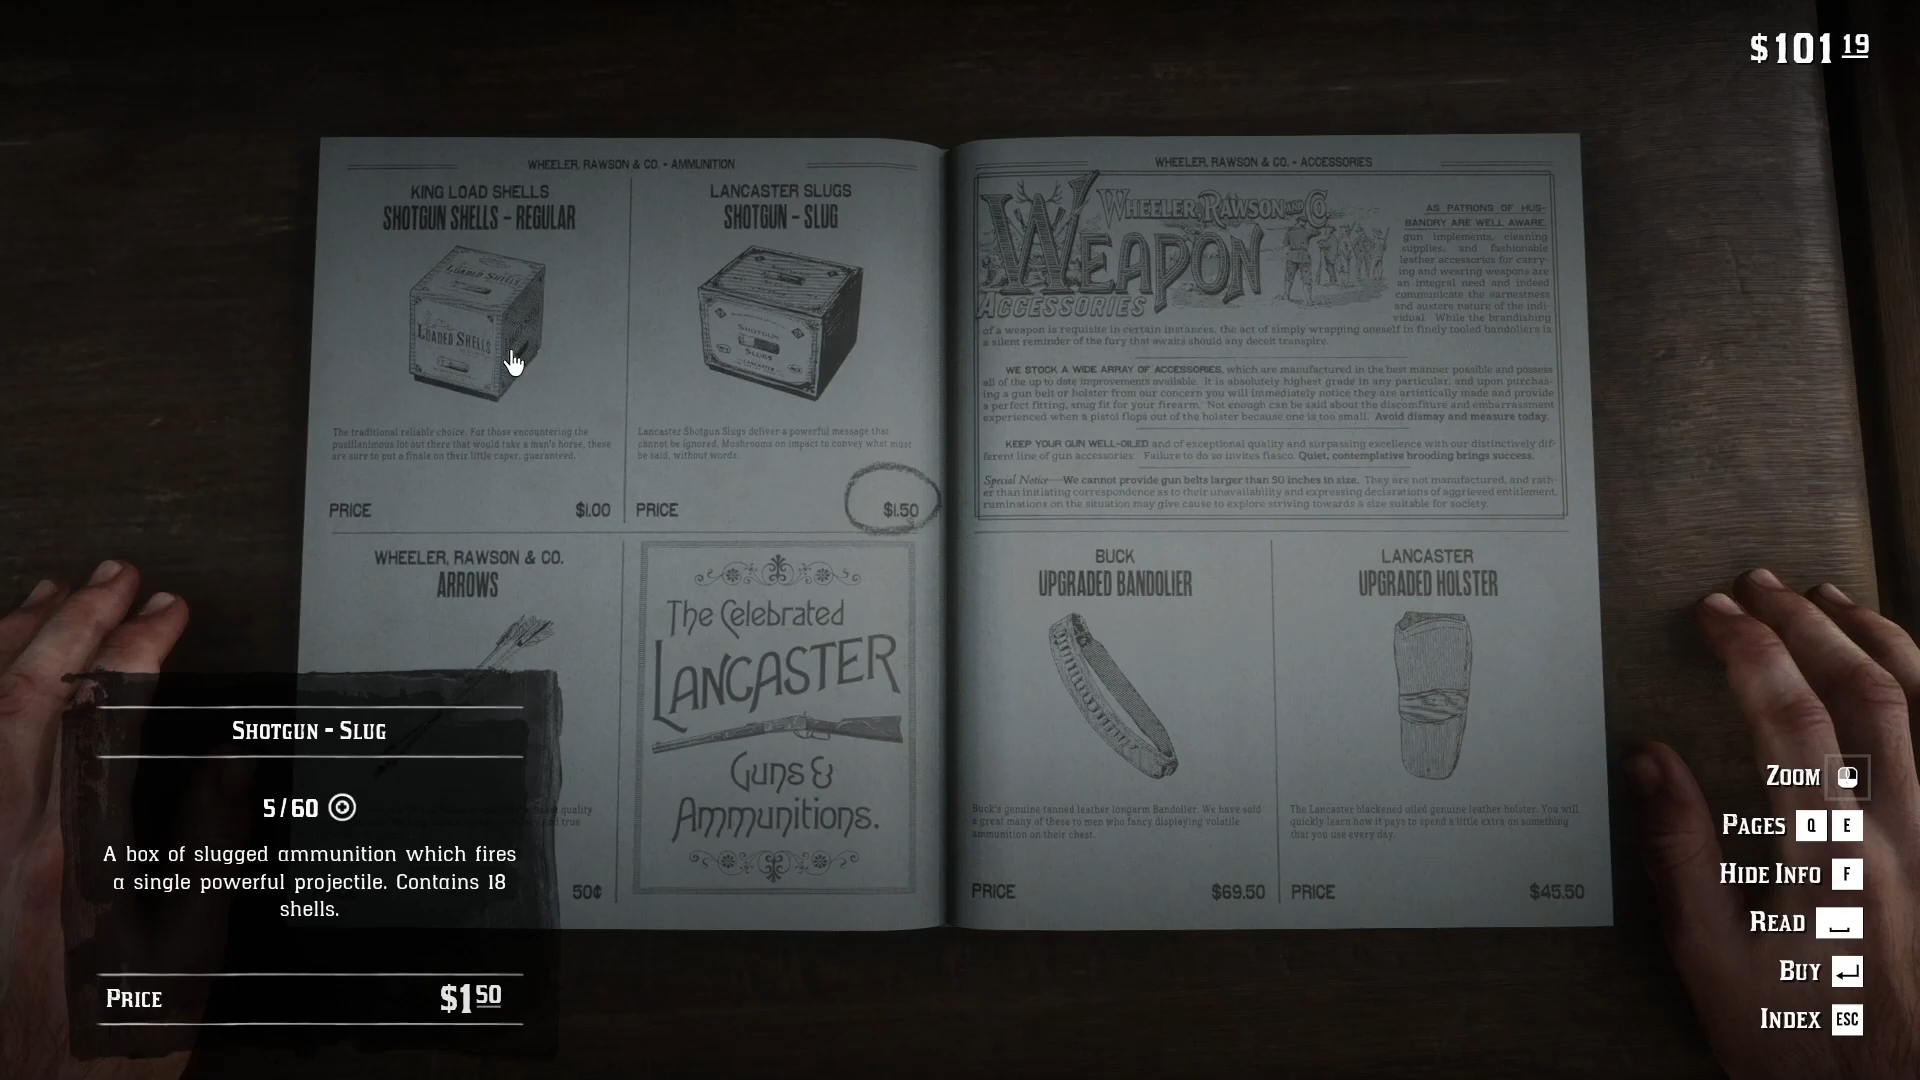 $101 19
WHEELER, RAWSON & CO. - AMMUNITION
KING LOAD SHELLS
SHOTGUN SHELLS - REGULAR
LOADED SHELLS
LOADED SHELLS
The traditional reliable choice. For those encountering the
pusillanimous lot out there that would take a man's horse, these
are sure to put a finale on their little caper, guaranteed.
PRICE $1.00
LANCASTER SLUGS
SHOTGUN - SLUG
SHOTGUN
SLUGS
Lancaster Shotgun Slugs deliver a powerful message that
cannot be ignored. Mushrooms on impact to convey what must
be said, without words.
PRICE $1.50
WHEELER, RAWSON & CO.
ARROWS
quality
true
50¢
The Celebrated
LANCASTER
Guns &
Ammunitions.
WHEELER, RAWSON & CO. - ACCESSORIES
WHEELER, RAWSON AND CO.
WEAPON
ACCESSORIES
AS PATRONS OF HUS-
BANDRY ARE WELL AWARE,
gun implements, cleaning
supplies, and fashionable
leather accessories for carry-
ing and wearing weapons are
an integral need and indeed
communicate the earnestness
and austere nature of the indi-
vidual. While the brandishing
of a weapon is requisite in certain instances, the act of simply wrapping oneself in finely tooled bandoliers is
a silent reminder of the fury that awaits should any deceit transpire.
WE STOCK A WIDE ARRAY OF ACCESSORIES, which are manufactured in the best manner possible and possess
all of the up to date improvements available. It is absolutely highest grade in any particular, and upon purchas-
ing a gun belt or holster from our concern you will immediately notice they are artistically made and provide
a perfect fitting, snug fit for your firearm. Not enough can be said about the discomfiture and embarrassment
experienced when a pistol flops out of the holster because one is too small. Avoid dismay and measure today.
KEEP YOUR GUN WELL-OILED and of exceptional quality and surpassing excellence with our distinctively dif-
ferent line of gun accessories. Failure to do so invites fiasco. Quiet, contemplative brooding brings success.
Special Notice—We cannot provide gun belts larger than 50 inches in size. They are not manufactured, and rath-
er than initiating correspondence as to their unavailability and expressing declarations of aggrieved entitlement,
ruminations on the situation may give cause to explore striving towards a size suitable for society.
BUCK
UPGRADED BANDOLIER
Buck's genuine tanned leather longarm Bandolier. We have sold
a great many of these to men who fancy displaying volatile
ammunition on their chest.
PRICE $69.50
LANCASTER
UPGRADED HOLSTER
The Lancaster blackened oiled genuine leather holster. You will
quickly learn how it pays to spend a little extra on something
that you use every day.
PRICE $45.50
SHOTGUN - SLUG
5/60
A box of slugged ammunition which fires
a single powerful projectile. Contains 18
shells.
PRICE $1 50
ZOOM
PAGES Q E
HIDE INFO F
READ
BUY
INDEX ESC